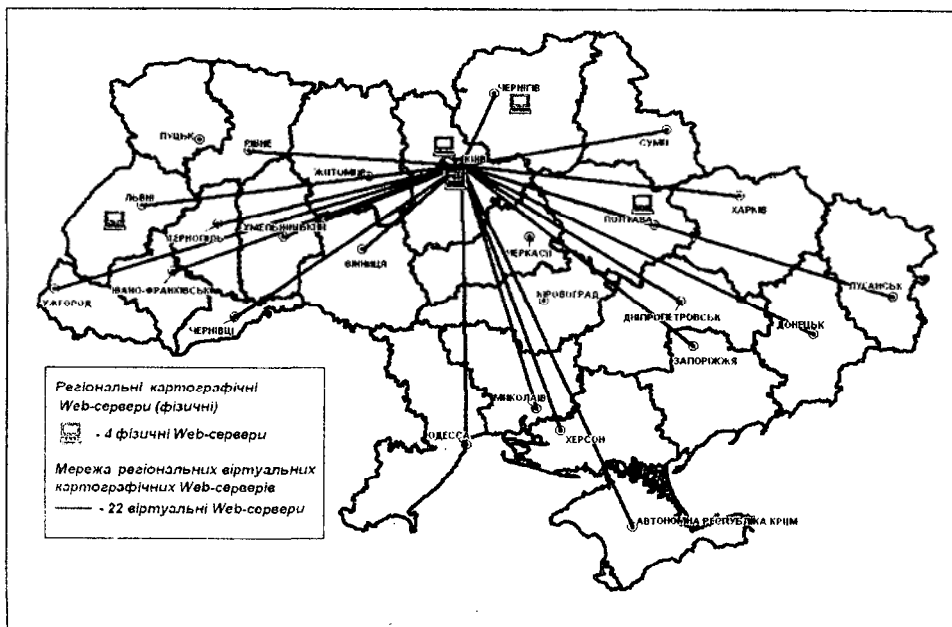 ЧЕРНІГІВ
СУМИ
ПУЦЬК
РІВНЕ
КИЇВ
ЖИТОМИР
ЛЬВІВ
ХАРКІВ
ПОЛТАВА
ТЕРНОПІЛЬ
ХМЕЛЬНИЦЬКИЙ
ЧЕРКАСИ
ВІННИЦЯ
ІВАНО-ФРАНКІВСЬК
УЖГОРОД
КІРОВОГРАД
ЛУГАНСЬК
ДНІПРОПЕТРОВСЬК
ЧЕРНІВЦІ
ДОНЕЦЬК
ЗАПОРІЖЖЯ
Регіональні картографічні
Web-сервери (фізичні)
- 4 фізичні Web-сервери
Мережа регіональних віртуальних
картографічних Web-серверів
- 22 віртуальні Web-сервери
МИКОЛАЇВ
ОДЕССА
ХЕРСОН
АВТОНОМНА РЕСПУБЛІКА КРИМ